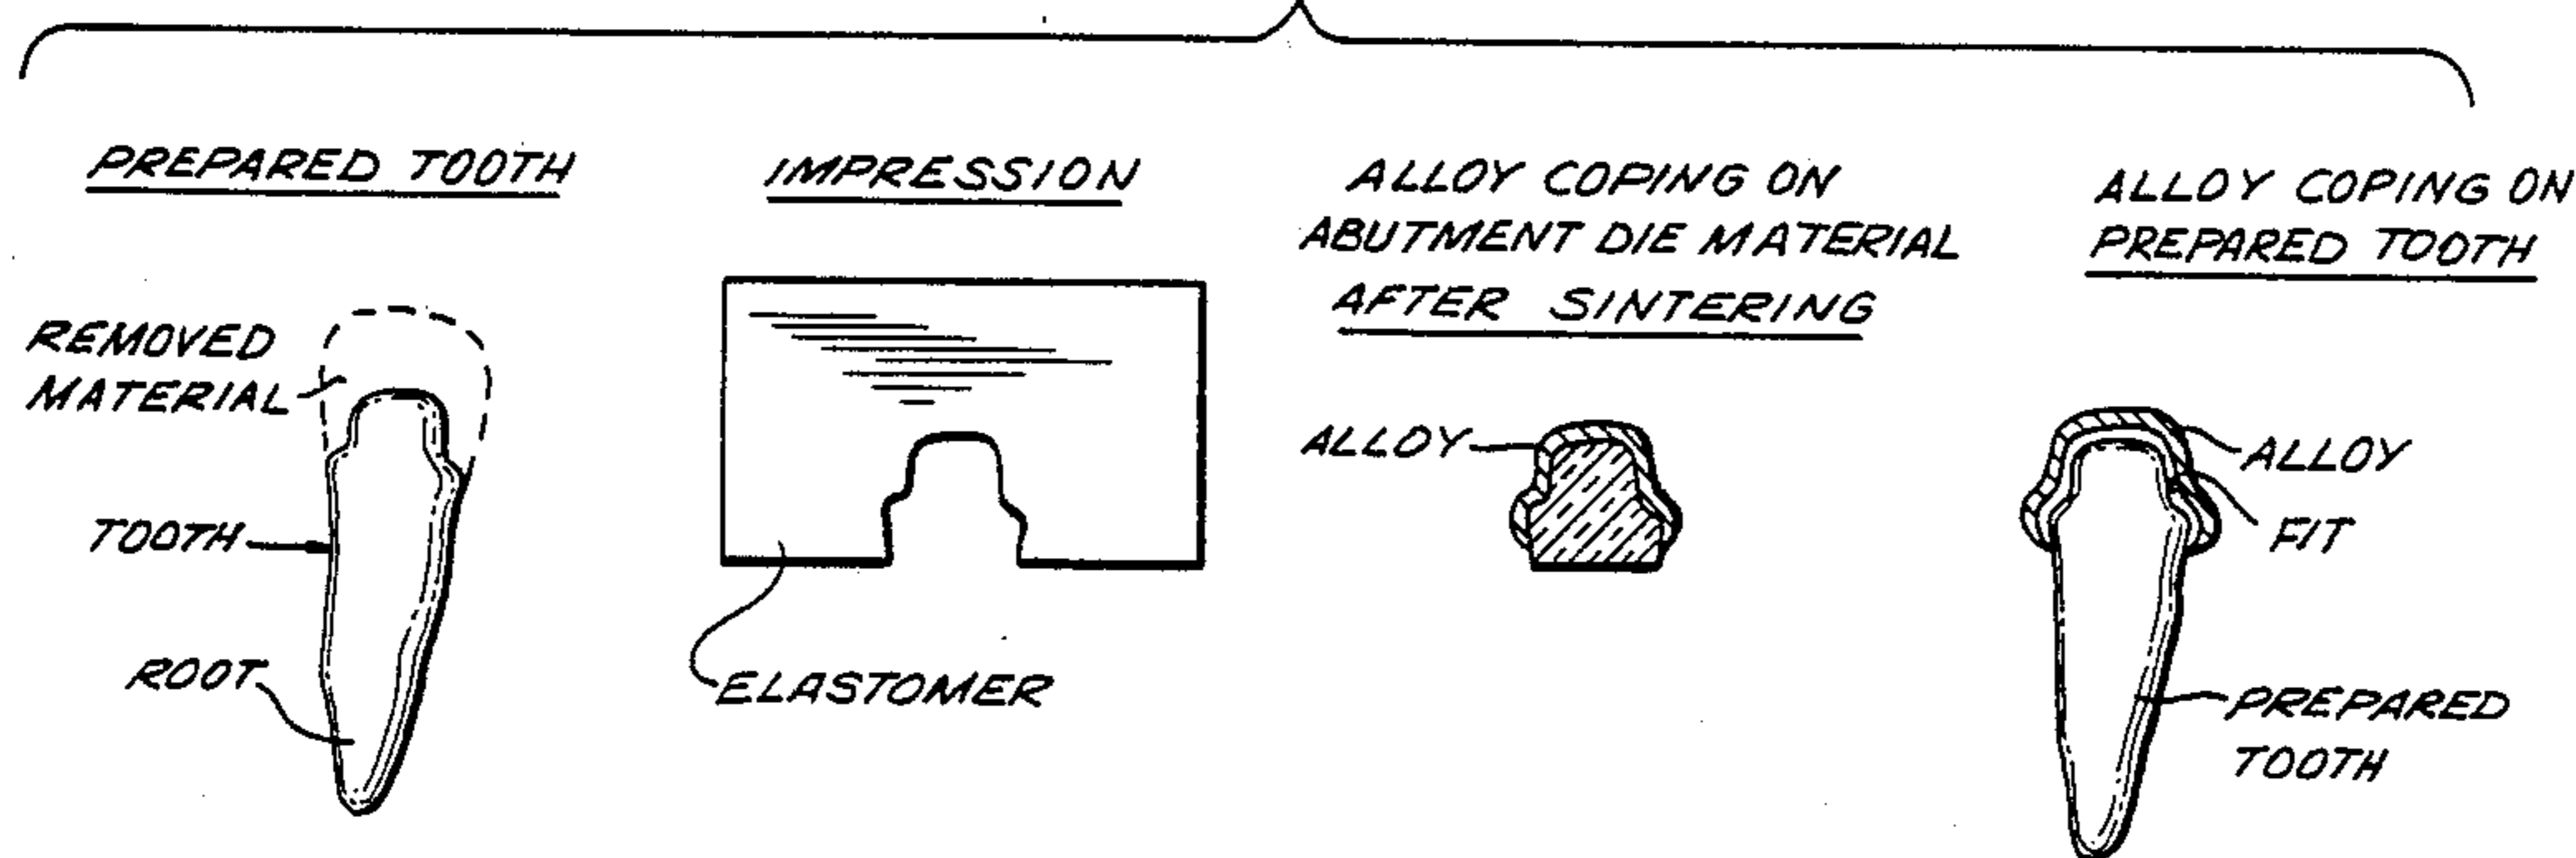 PREPARED TOOTH
REMOVED
MATERIAL
TOOTH
ROOT
IMPRESSION
ELASTOMER
ALLOY COPING ON
ABUTMENT DIE MATERIAL
AFTER SINTERING
ALLOY
ALLOY COPING ON
PREPARED TOOTH
ALLOY
FIT
PREPARED
TOOTH